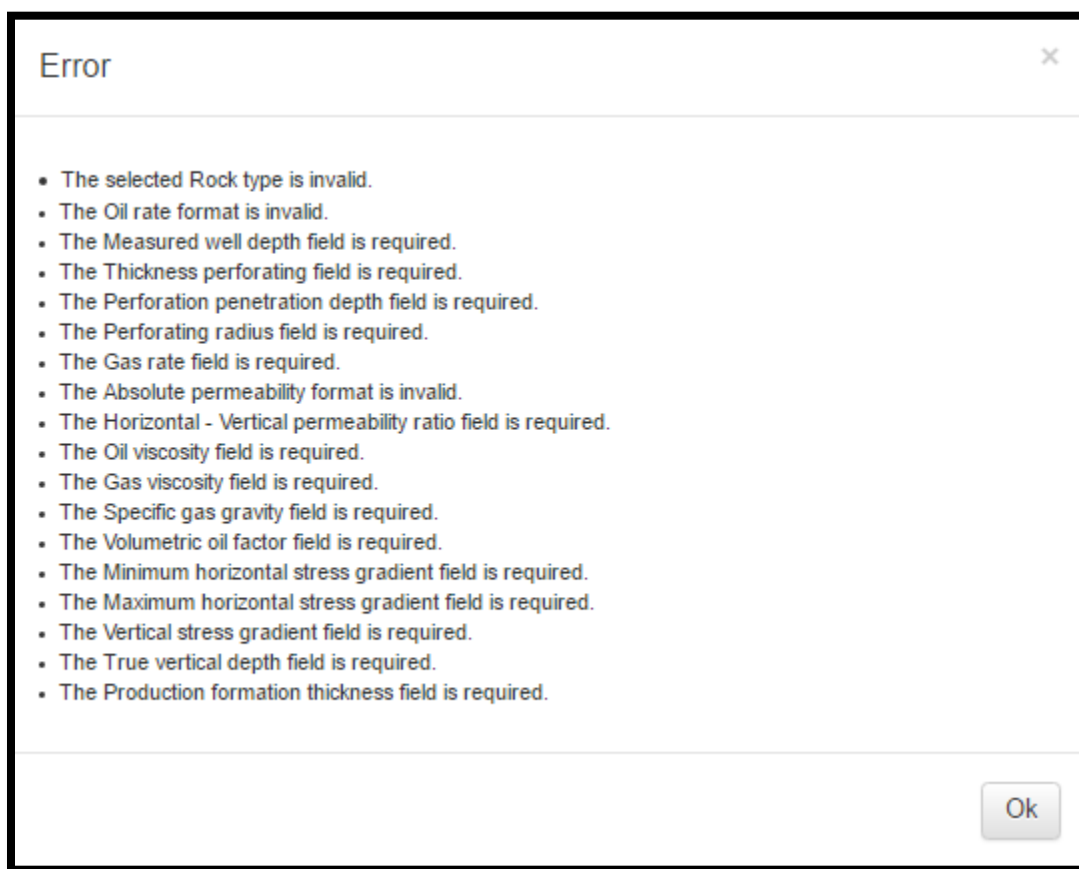 Error
×
• The selected Rock type is invalid.
• The Oil rate format is invalid.
• The Measured well depth field is required.
• The Thickness perforating field is required.
• The Perforation penetration depth field is required.
• The Perforating radius field is required.
• The Gas rate field is required.
• The Absolute permeability format is invalid.
• The Horizontal - Vertical permeability ratio field is required.
• The Oil viscosity field is required.
• The Gas viscosity field is required.
• The Specific gas gravity field is required.
• The Volumetric oil factor field is required.
• The Minimum horizontal stress gradient field is required.
• The Maximum horizontal stress gradient field is required.
• The Vertical stress gradient field is required.
• The True vertical depth field is required.
• The Production formation thickness field is required.
Ok